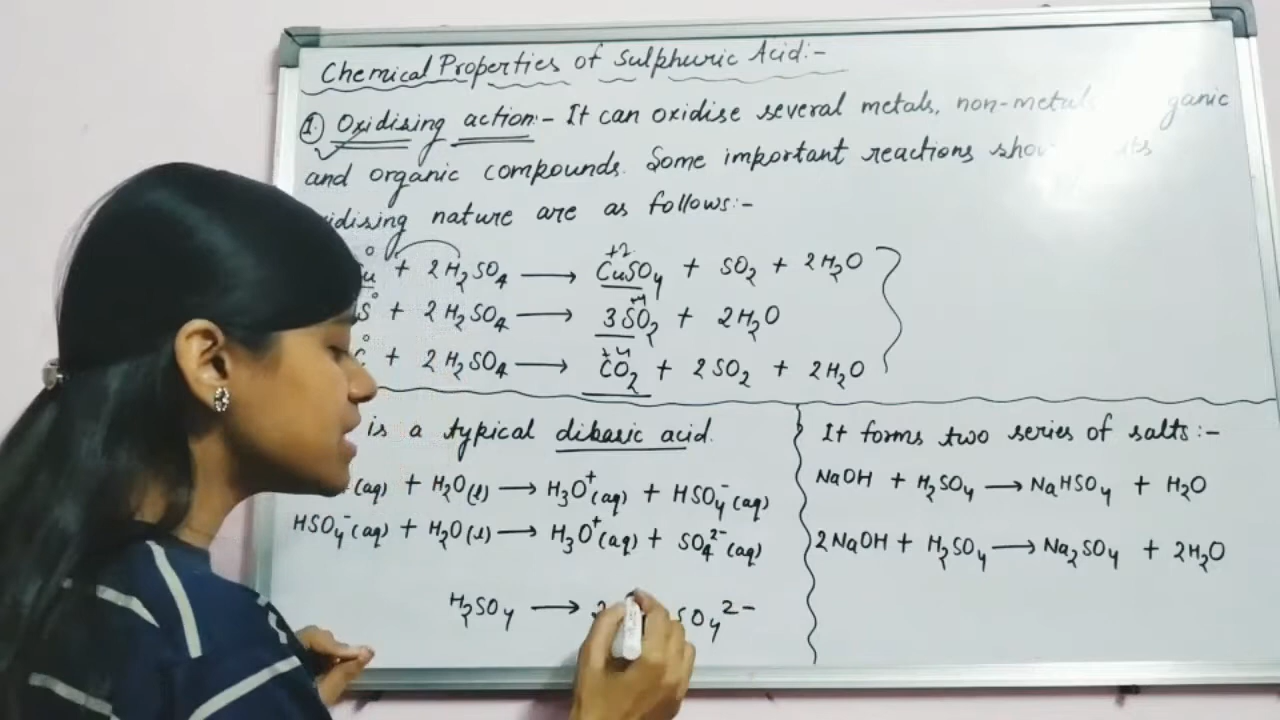 Chemical Properties of Sulphuric Acid:-
1. Oxidising action:- It can oxidise several metals, non-metals ganic
and organic compounds. Some important reactions its
nature are as follows:-
+ 2H₂SO₄ ⟶ CuSO₄ + SO₂ + 2H₂O
S + 2H₂SO₄ ⟶ 3SO₂ + 2H₂O
+ 2H₂SO₄ ⟶ CO₂ + 2SO₂ + 2H₂O
is a typical dibasic acid.
(aq) + H₂O(l) ⟶ H₃O⁺(aq) + HSO₄⁻(aq)
HSO₄⁻(aq) + H₂O(l) ⟶ H₃O⁺(aq) + SO₄²⁻(aq)
H₂SO₄ ⟶ 2 SO₄²⁻
It forms two series of salts:-
NaOH + H₂SO₄ ⟶ NaHSO₄ + H₂O
2NaOH + H₂SO₄ ⟶ Na₂SO₄ + 2H₂O